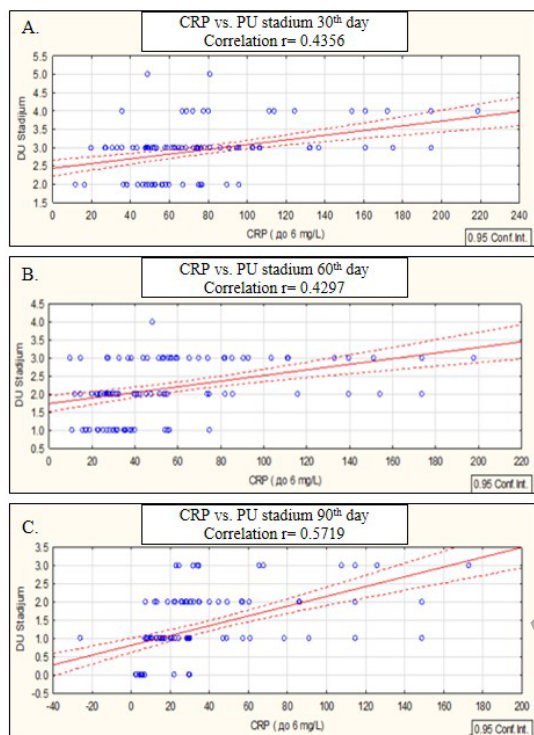 A.
CRP vs. PU stadium 30th day
Correlation r= 0.4356
DU Stadijum
5.5
5.0
4.5
4.0
3.5
3.0
2.5
2.0
1.5
0 20 40 60 80 100 120 140 160 180 200 220 240
CRP ( до 6 mg/L)
0.95 Conf.Int.
B.
CRP vs. PU stadium 60th day
Correlation r= 0.4297
DU Stadijum
4.5
4.0
3.5
3.0
2.5
2.0
1.5
1.0
0.5
0 20 40 60 80 100 120 140 160 180 200 220
CRP ( до 6 mg/L)
0.95 Conf.Int.
C.
CRP vs. PU stadium 90th day
Correlation r= 0.5719
DU Stadijum
3.5
3.0
2.5
2.0
1.5
1.0
0.5
0.0
-0.5
-40 -20 0 20 40 60 80 100 120 140 160 180 200
CRP ( до 6 mg/L)
0.95 Conf.Int.